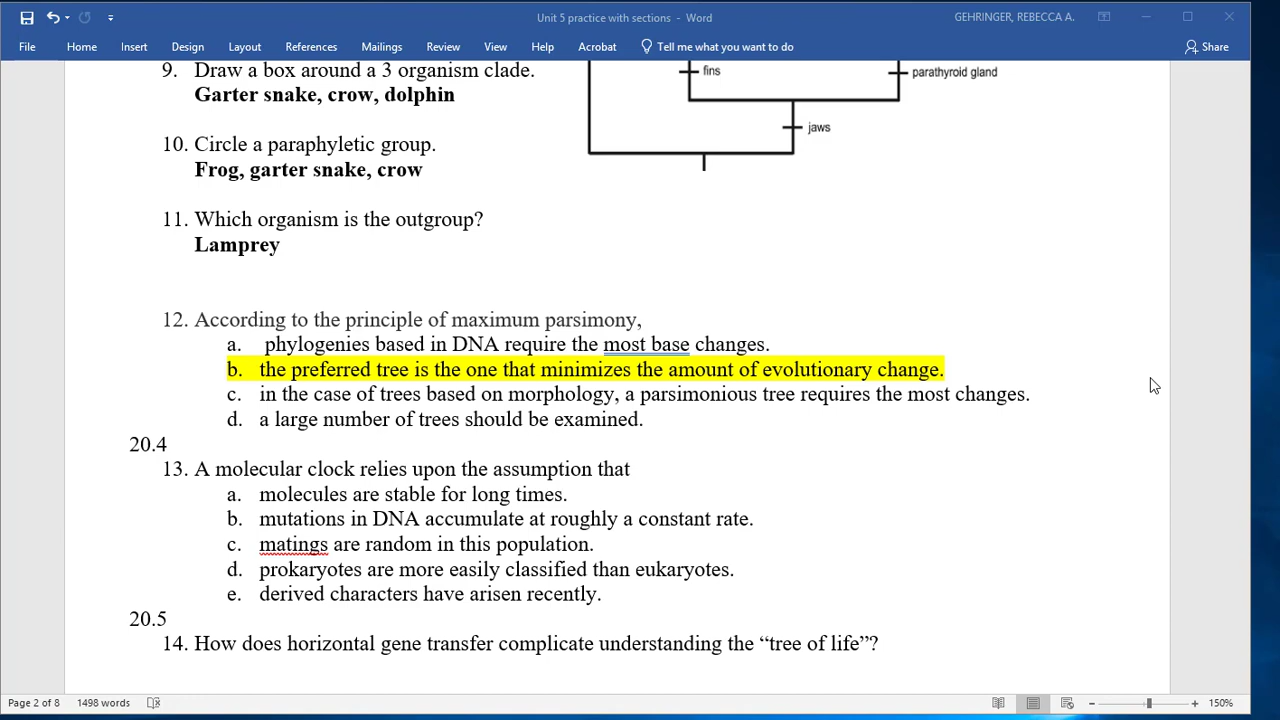 Unit 5 practice with sections - Word
GEHRINGER, REBECCA A.
File Home Insert Design Layout References Mailings Review View Help Acrobat Tell me what you want to do Share
9. Draw a box around a 3 organism clade.
Garter snake, crow, dolphin
fins
parathyroid gland
jaws
10. Circle a paraphyletic group.
Frog, garter snake, crow
11. Which organism is the outgroup?
Lamprey
12. According to the principle of maximum parsimony,
a. phylogenies based in DNA require the most base changes.
b. the preferred tree is the one that minimizes the amount of evolutionary change.
c. in the case of trees based on morphology, a parsimonious tree requires the most changes.
d. a large number of trees should be examined.
20.4
13. A molecular clock relies upon the assumption that
a. molecules are stable for long times.
b. mutations in DNA accumulate at roughly a constant rate.
c. matings are random in this population.
d. prokaryotes are more easily classified than eukaryotes.
e. derived characters have arisen recently.
20.5
14. How does horizontal gene transfer complicate understanding the “tree of life”?
Page 2 of 8 1498 words 150%